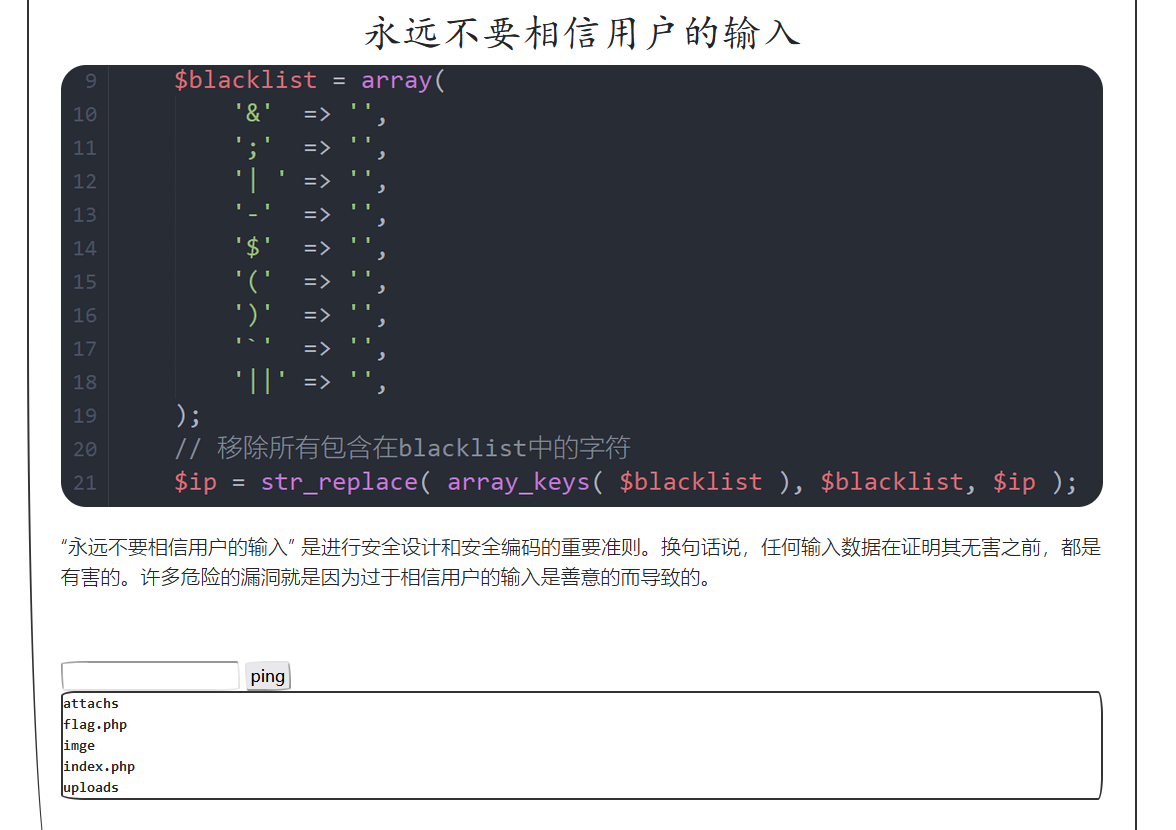 永远不要相信用户的输入
9 $blacklist = array(
10 '&' => '',
11 ';' => '',
12 '| ' => '',
13 '-' => '',
14 '$' => '',
15 '(' => '',
16 ')' => '',
17 '`' => '',
18 '||' => '',
19 );
20 // 移除所有包含在blacklist中的字符
21 $ip = str_replace( array_keys( $blacklist ), $blacklist, $ip );
“永远不要相信用户的输入” 是进行安全设计和安全编码的重要准则。换句话说，任何输入数据在证明其无害之前，都是
有害的。许多危险的漏洞就是因为过于相信用户的输入是善意的而导致的。
ping
attachs
flag.php
imge
index.php
uploads